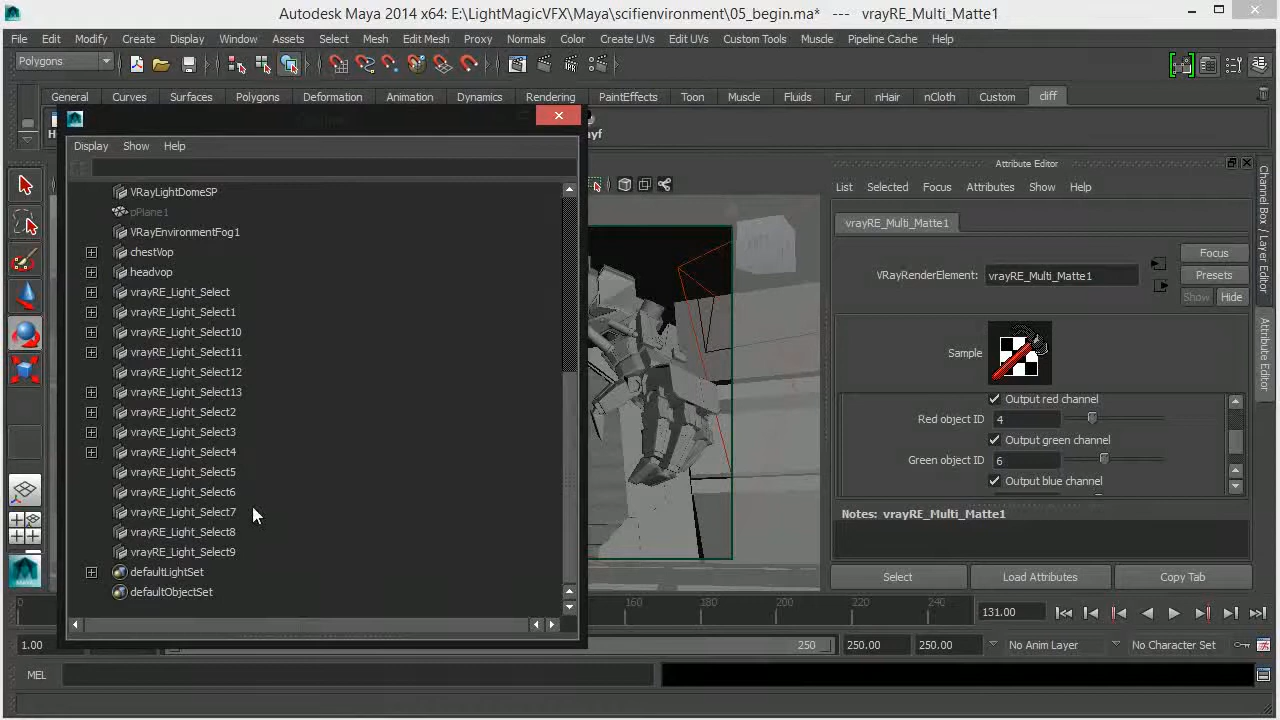 Autodesk Maya 2014 x64: E:\LightMagicVFX\Maya\scifienvironment\05_begin.ma* --- vrayRE_Multi_Matte1
File Edit Modify Create Display Window Assets Select Mesh Edit Mesh Proxy Normals Color Create UVs Edit UVs Custom Tools Muscle Pipeline Cache Help
Polygons
General Curves Surfaces Polygons Deformation Animation Dynamics Rendering PaintEffects Toon Muscle Fluids Fur nHair nCloth Custom cliff
Display Show Help
VRayLightDomeSP
pPlane1
VRayEnvironmentFog1
chestVop
headvop
vrayRE_Light_Select
vrayRE_Light_Select1
vrayRE_Light_Select10
vrayRE_Light_Select11
vrayRE_Light_Select12
vrayRE_Light_Select13
vrayRE_Light_Select2
vrayRE_Light_Select3
vrayRE_Light_Select4
vrayRE_Light_Select5
vrayRE_Light_Select6
vrayRE_Light_Select7
vrayRE_Light_Select8
vrayRE_Light_Select9
defaultLightSet
defaultObjectSet
Attribute Editor
List Selected Focus Attributes Show Help
vrayRE_Multi_Matte1
VRayRenderElement: vrayRE_Multi_Matte1
Focus
Presets
Show Hide
Sample
Output red channel
Red object ID 4
Output green channel
Green object ID 6
Output blue channel
Notes: vrayRE_Multi_Matte1
Select Load Attributes Copy Tab
Channel Box / Layer Editor
Attribute Editor
0 160 180 200 220 240 131.00
1.00 250 250.00 250.00 No Anim Layer No Character Set
MEL